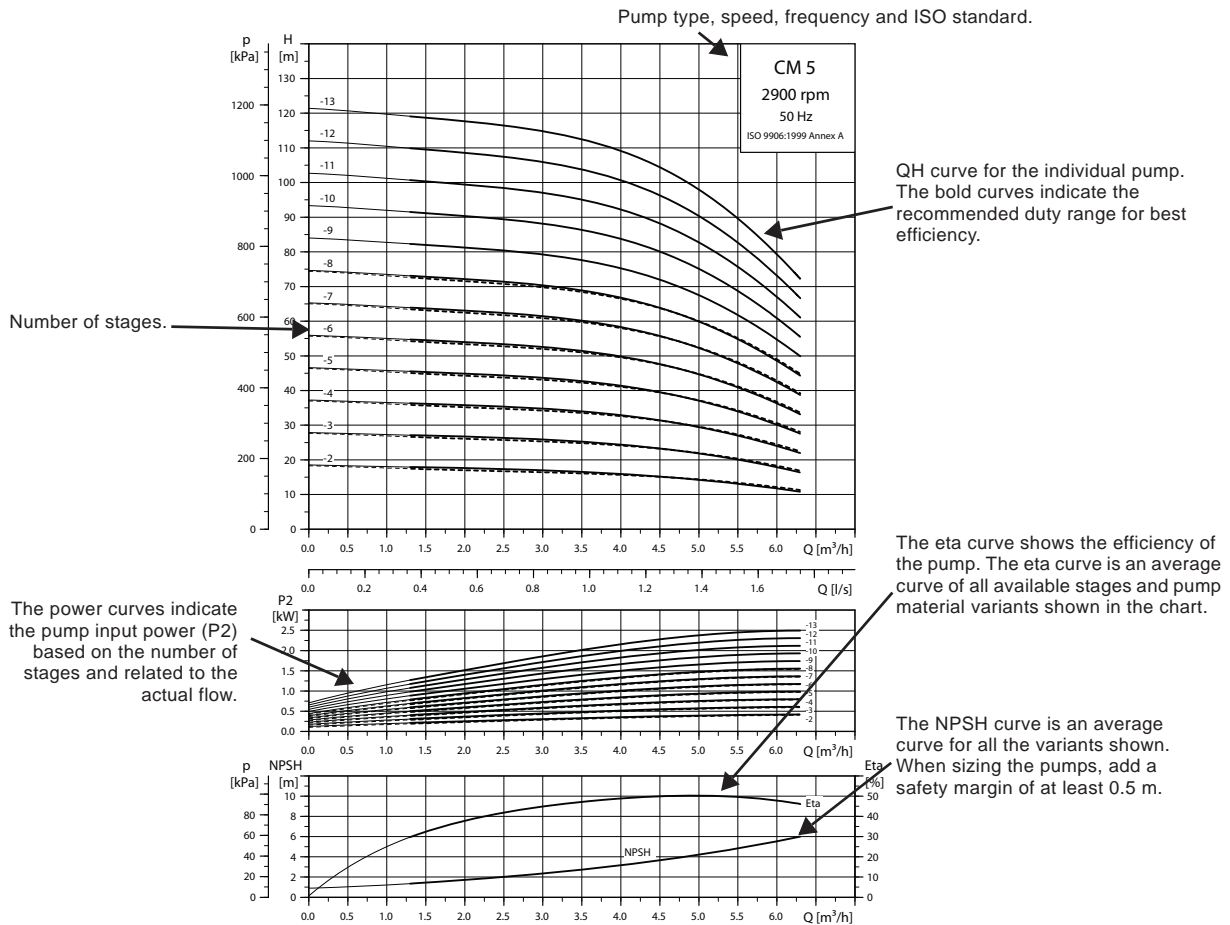 Pump type, speed, frequency and ISO standard.
p
[kPa]
H
[m]
CM 5
2900 rpm
50 Hz
ISO 9906:1999 Annex A
130
120
110
100
90
80
70
60
50
40
30
20
10
0
1200
1000
800
600
400
200
0
-13
-12
-11
-10
-9
-8
-7
-6
-5
-4
-3
-2
QH curve for the individual pump.
The bold curves indicate the
recommended duty range for best
efficiency.
Number of stages.
0.0 0.5 1.0 1.5 2.0 2.5 3.0 3.5 4.0 4.5 5.0 5.5 6.0 Q [m³/h]
0.0 0.2 0.4 0.6 0.8 1.0 1.2 1.4 1.6 Q [l/s]
The eta curve shows the efficiency of
the pump. The eta curve is an average
curve of all available stages and pump
material variants shown in the chart.
The power curves indicate
the pump input power (P2)
based on the number of
stages and related to the
actual flow.
P2
[kW]
2.5
2.0
1.5
1.0
0.5
0.0
-13
-12
-11
-10
-9
-8
-7
-6
-5
-4
-3
-2
0.0 0.5 1.0 1.5 2.0 2.5 3.0 3.5 4.0 4.5 5.0 5.5 6.0 Q [m³/h]
The NPSH curve is an average
curve for all the variants shown.
When sizing the pumps, add a
safety margin of at least 0.5 m.
p
[kPa]
NPSH
[m]
Eta
[%]
80
60
40
20
0
10
8
6
4
2
0
50
40
30
20
10
0
Eta
NPSH
0.0 0.5 1.0 1.5 2.0 2.5 3.0 3.5 4.0 4.5 5.0 5.5 6.0 Q [m³/h]